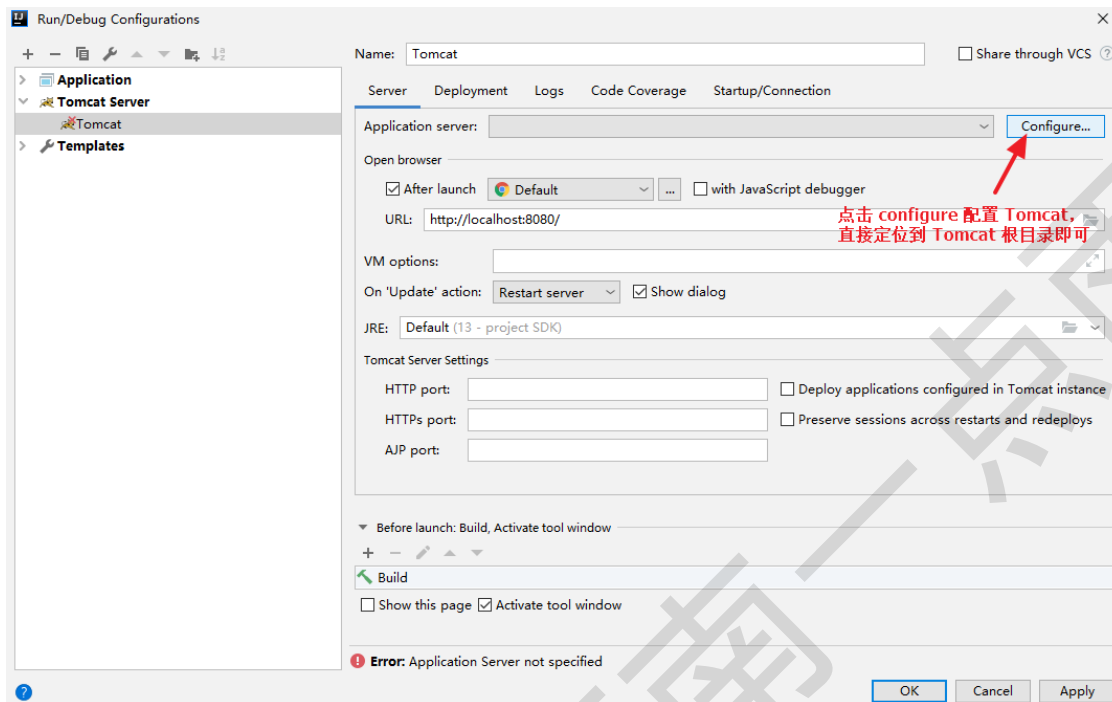 Run/Debug Configurations
Name: Tomcat
Share through VCS
Application
Tomcat Server
Tomcat
Templates
Server Deployment Logs Code Coverage Startup/Connection
Application server:
Configure...
Open browser
After launch Default ... with JavaScript debugger
URL: http://localhost:8080/
点击 configure 配置 Tomcat,
直接定位到 Tomcat 根目录即可
VM options:
On 'Update' action: Restart server Show dialog
JRE: Default (13 - project SDK)
Tomcat Server Settings
HTTP port:
Deploy applications configured in Tomcat instance
HTTPs port:
Preserve sessions across restarts and redeploys
AJP port:
Before launch: Build, Activate tool window
Build
Show this page Activate tool window
Error: Application Server not specified
OK Cancel Apply
南一点